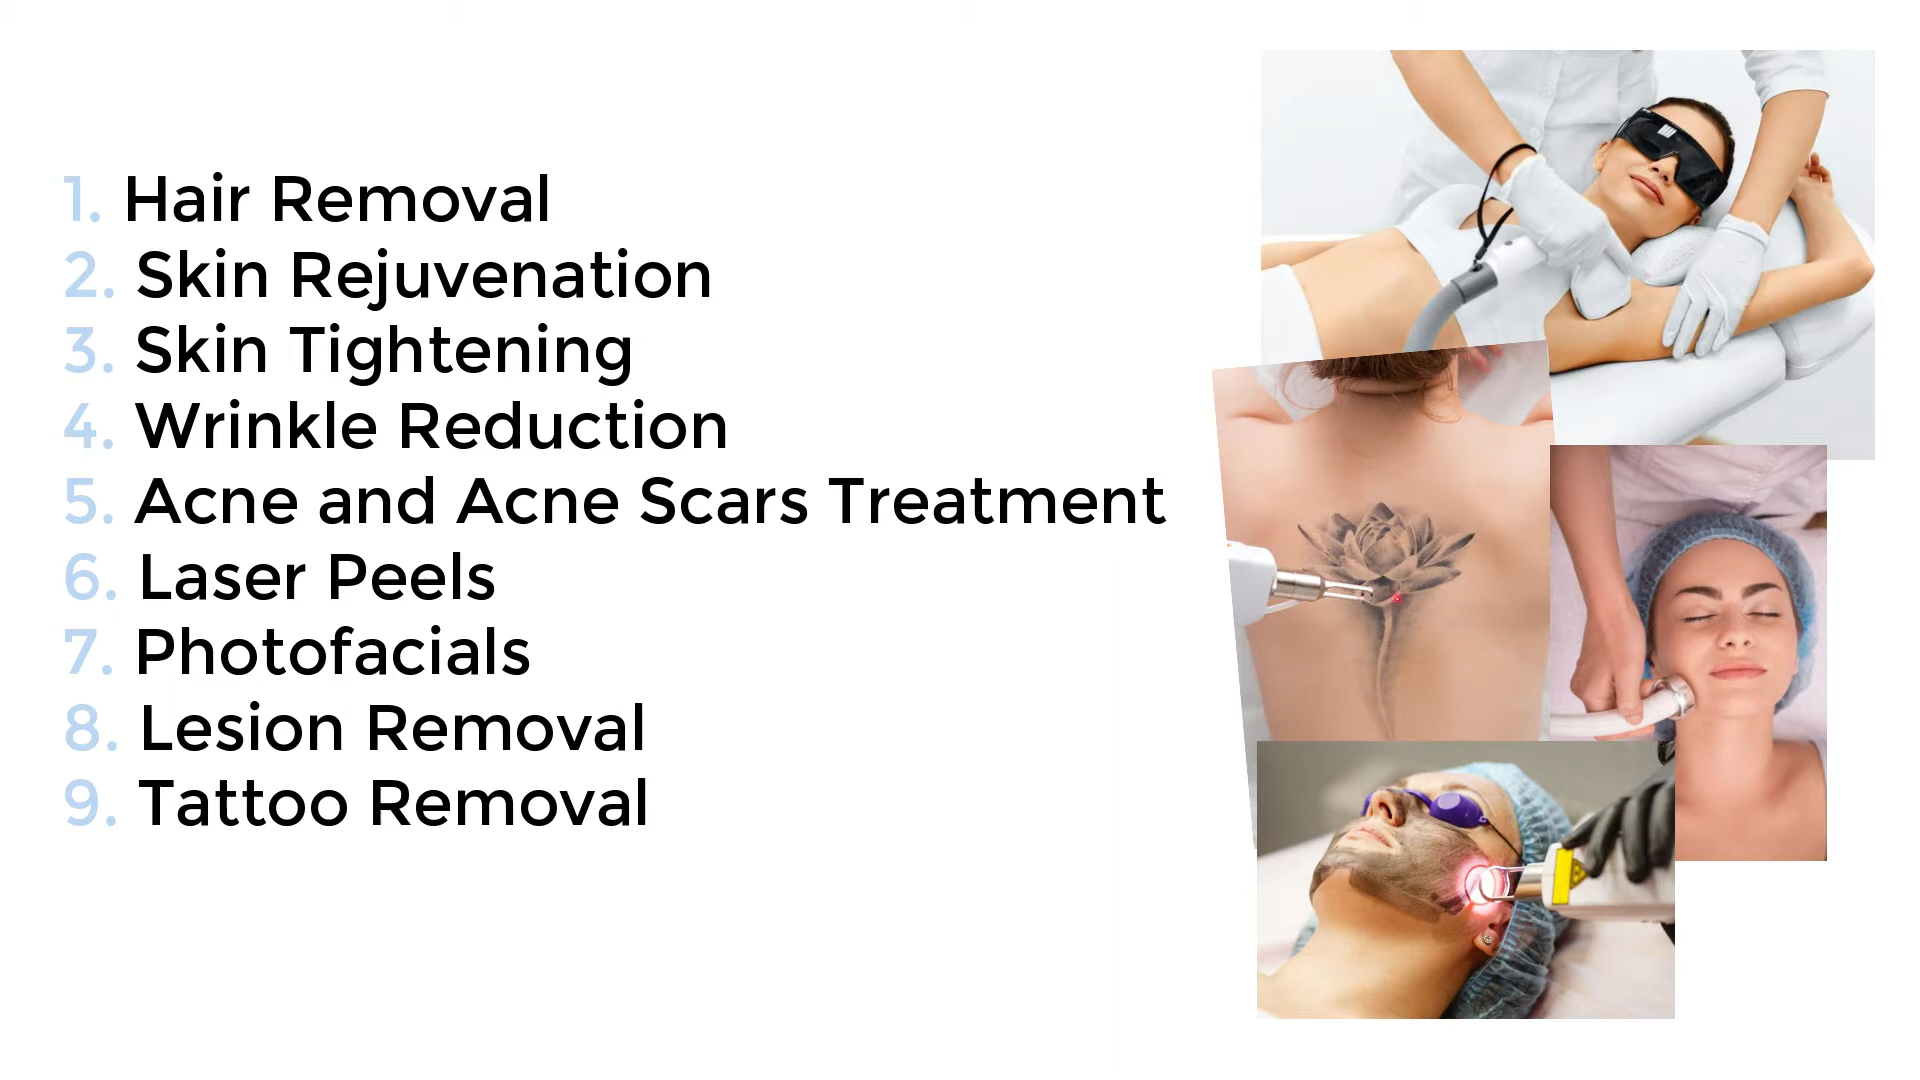 1. Hair Removal
2. Skin Rejuvenation
3. Skin Tightening
4. Wrinkle Reduction
5. Acne and Acne Scars Treatment
6. Laser Peels
7. Photofacials
8. Lesion Removal
9. Tattoo Removal